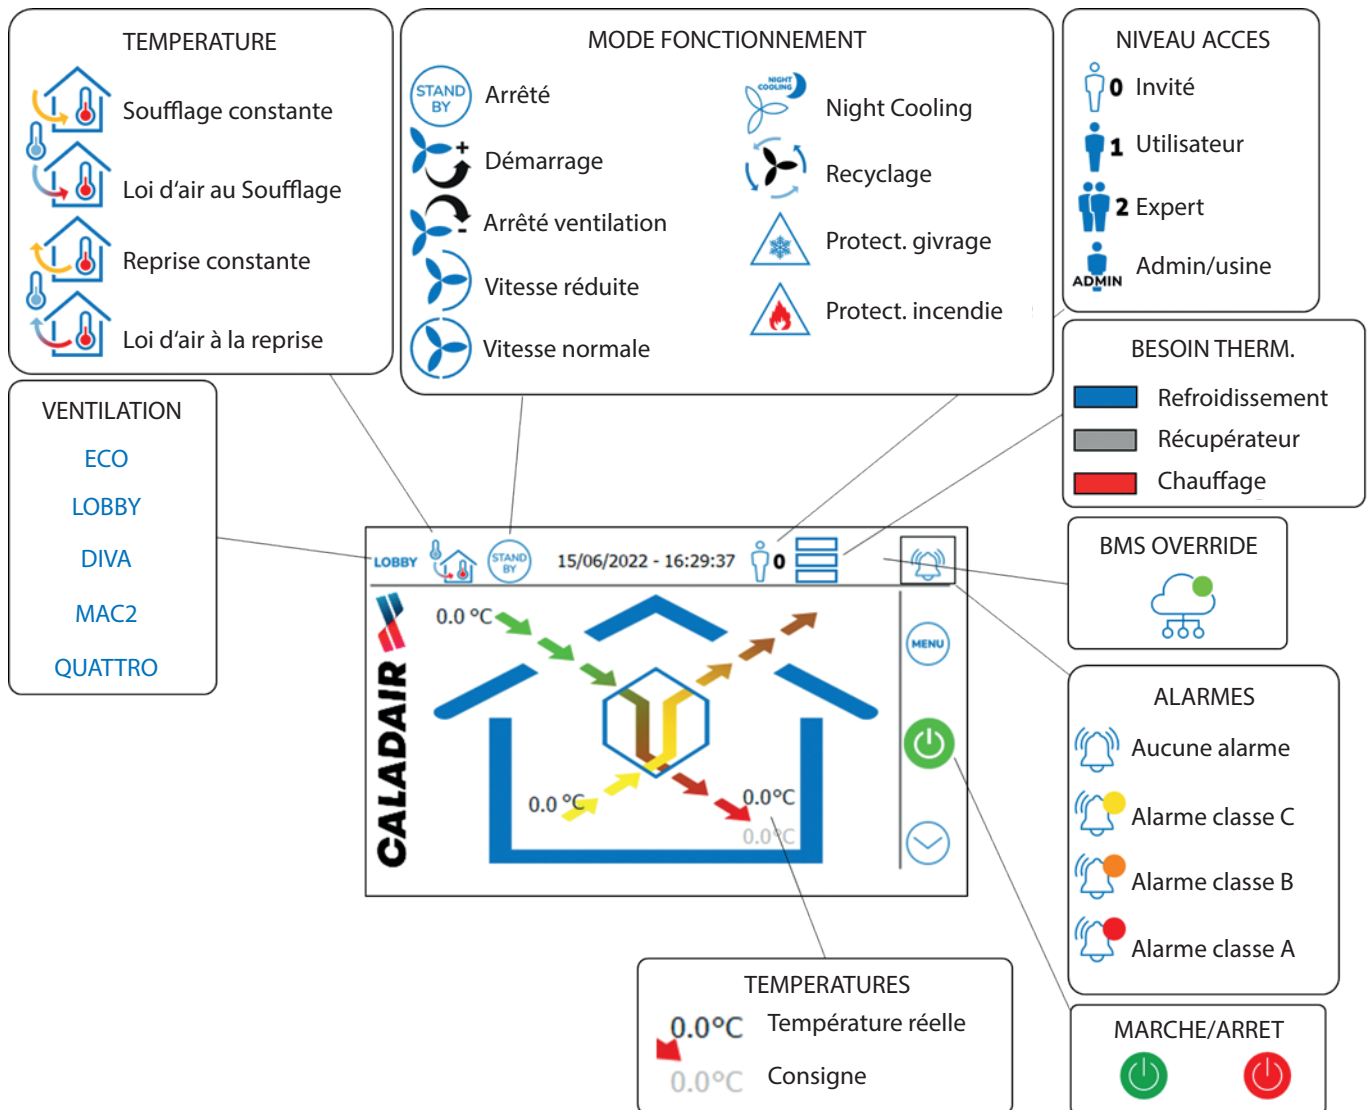 TEMPERATURE
Soufflage constante
Loi d'air au Soufflage
Reprise constante
Loi d'air à la reprise
MODE FONCTIONNEMENT
STAND BY
Arrêté
+
Démarrage
-
Arrêté ventilation
Vitesse réduite
Vitesse normale
NIGHT COOLING
Night Cooling
Recyclage
Protect. givrage
Protect. incendie
NIVEAU ACCES
0 Invité
1 Utilisateur
2 Expert
ADMIN Admin/usine
BESOIN THERM.
Refroidissement
Récupérateur
Chauffage
VENTILATION
ECO
LOBBY
DIVA
MAC2
QUATTRO
LOBBY
STAND BY
15/06/2022 - 16:29:37
0
CALADAIR
0.0 °C
0.0 °C
0.0°C
0.0°C
MENU
BMS OVERRIDE
ALARMES
Aucune alarme
Alarme classe C
Alarme classe B
Alarme classe A
TEMPERATURES
0.0°C Température réelle
0.0°C Consigne
MARCHE/ARRET